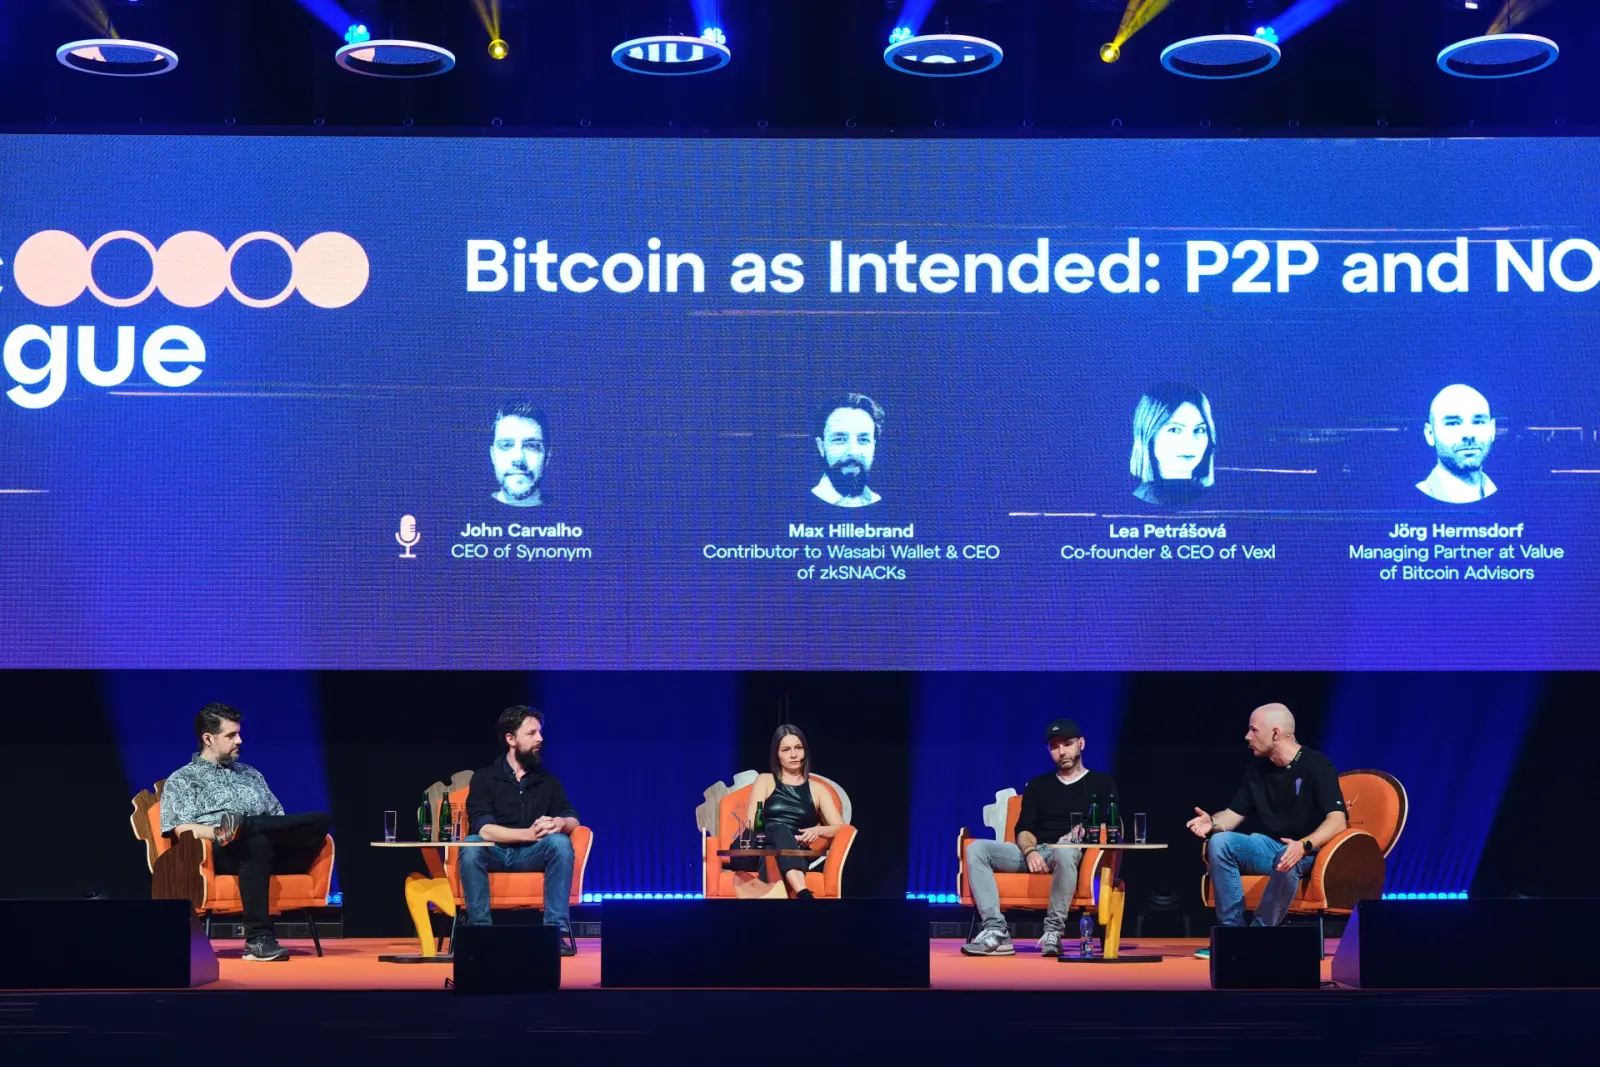 Bitcoin as Intended: P2P and NO
gue
John Carvalho
CEO of Synonym
Max Hillebrand
Contributor to Wasabi Wallet & CEO
of zkSNACKs
Lea Petrášová
Co-founder & CEO of Vexl
Jörg Hermsdorf
Managing Partner at Value
of Bitcoin Advisors